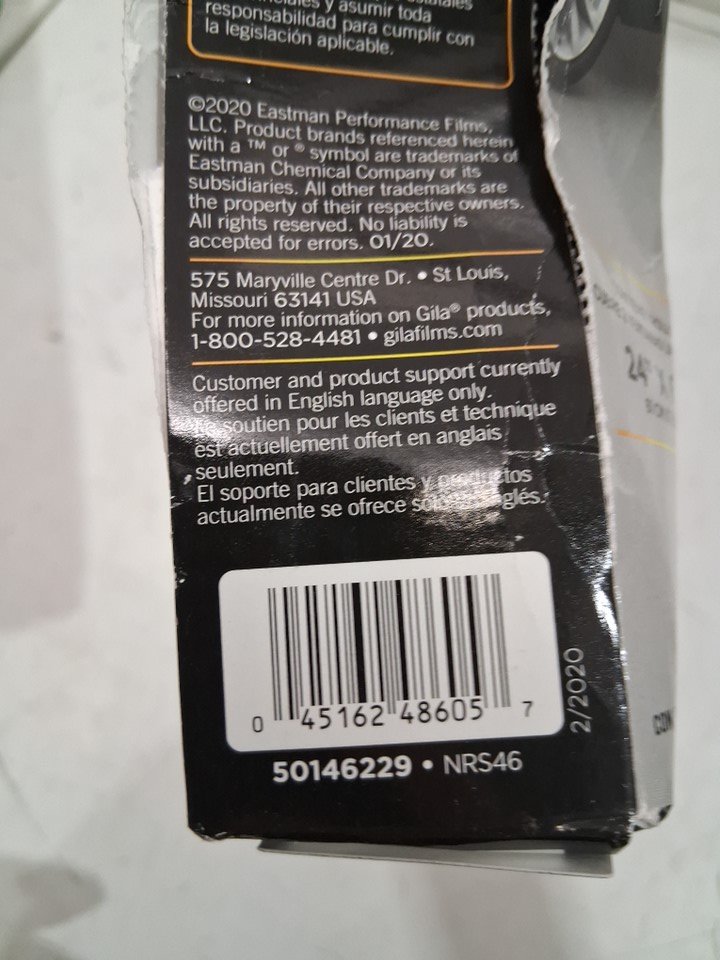 y asumir toda
responsabilidad para cumplir con
la legislación aplicable.
©2020 Eastman Performance Films,
LLC. Product brands referenced herein
with a ™ or ® symbol are trademarks of
Eastman Chemical Company or its
subsidiaries. All other trademarks are
the property of their respective owners.
All rights reserved. No liability is
accepted for errors. 01/20.
575 Maryville Centre Dr. • St Louis,
Missouri 63141 USA
For more information on Gila® products,
1-800-528-4481 • gilafilms.com
Customer and product support currently
offered in English language only.
soutien pour les clients et technique
est actuellement offert en anglais
seulement.
El soporte para clientes y
actualmente se ofrece
0 45162 48605 7
2/2020
50146229 • NRS46
24"